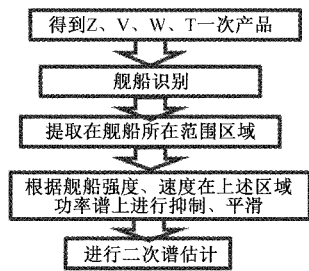 得到Z、V、W、T一次产品
舰船识别
提取在舰船所在范围区域
根据舰船强度、速度在上述区域
功率谱上进行抑制、平滑
进行二次谱估计